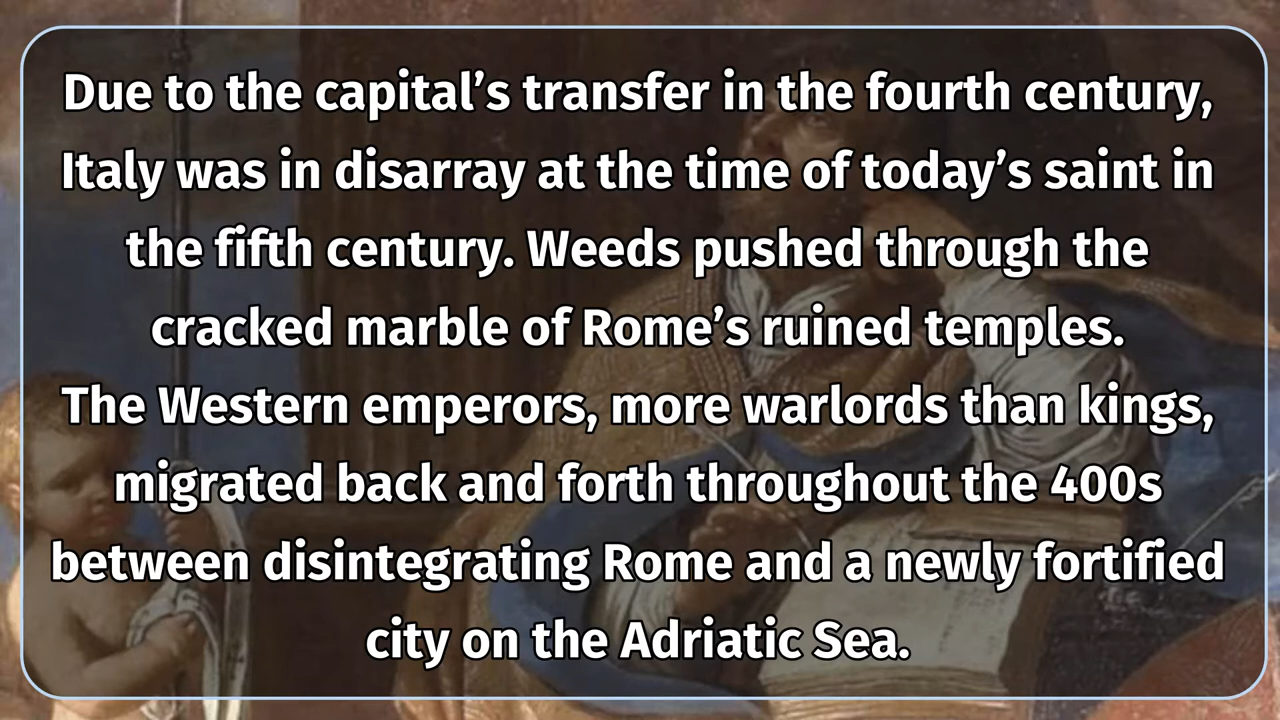 Due to the capital’s transfer in the fourth century,
Italy was in disarray at the time of today’s saint in
the fifth century. Weeds pushed through the
cracked marble of Rome’s ruined temples.
The Western emperors, more warlords than kings,
migrated back and forth throughout the 400s
between disintegrating Rome and a newly fortified
city on the Adriatic Sea.